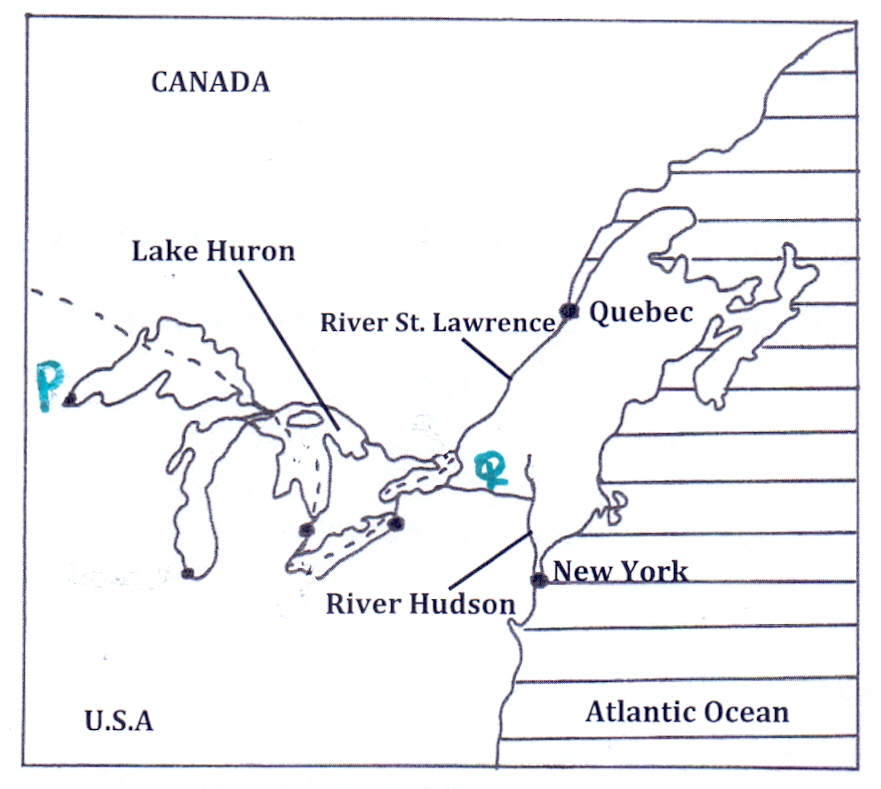 CANADA
Lake Huron
River St. Lawrence
Quebec
P
Q
New York
River Hudson
U.S.A
Atlantic Ocean